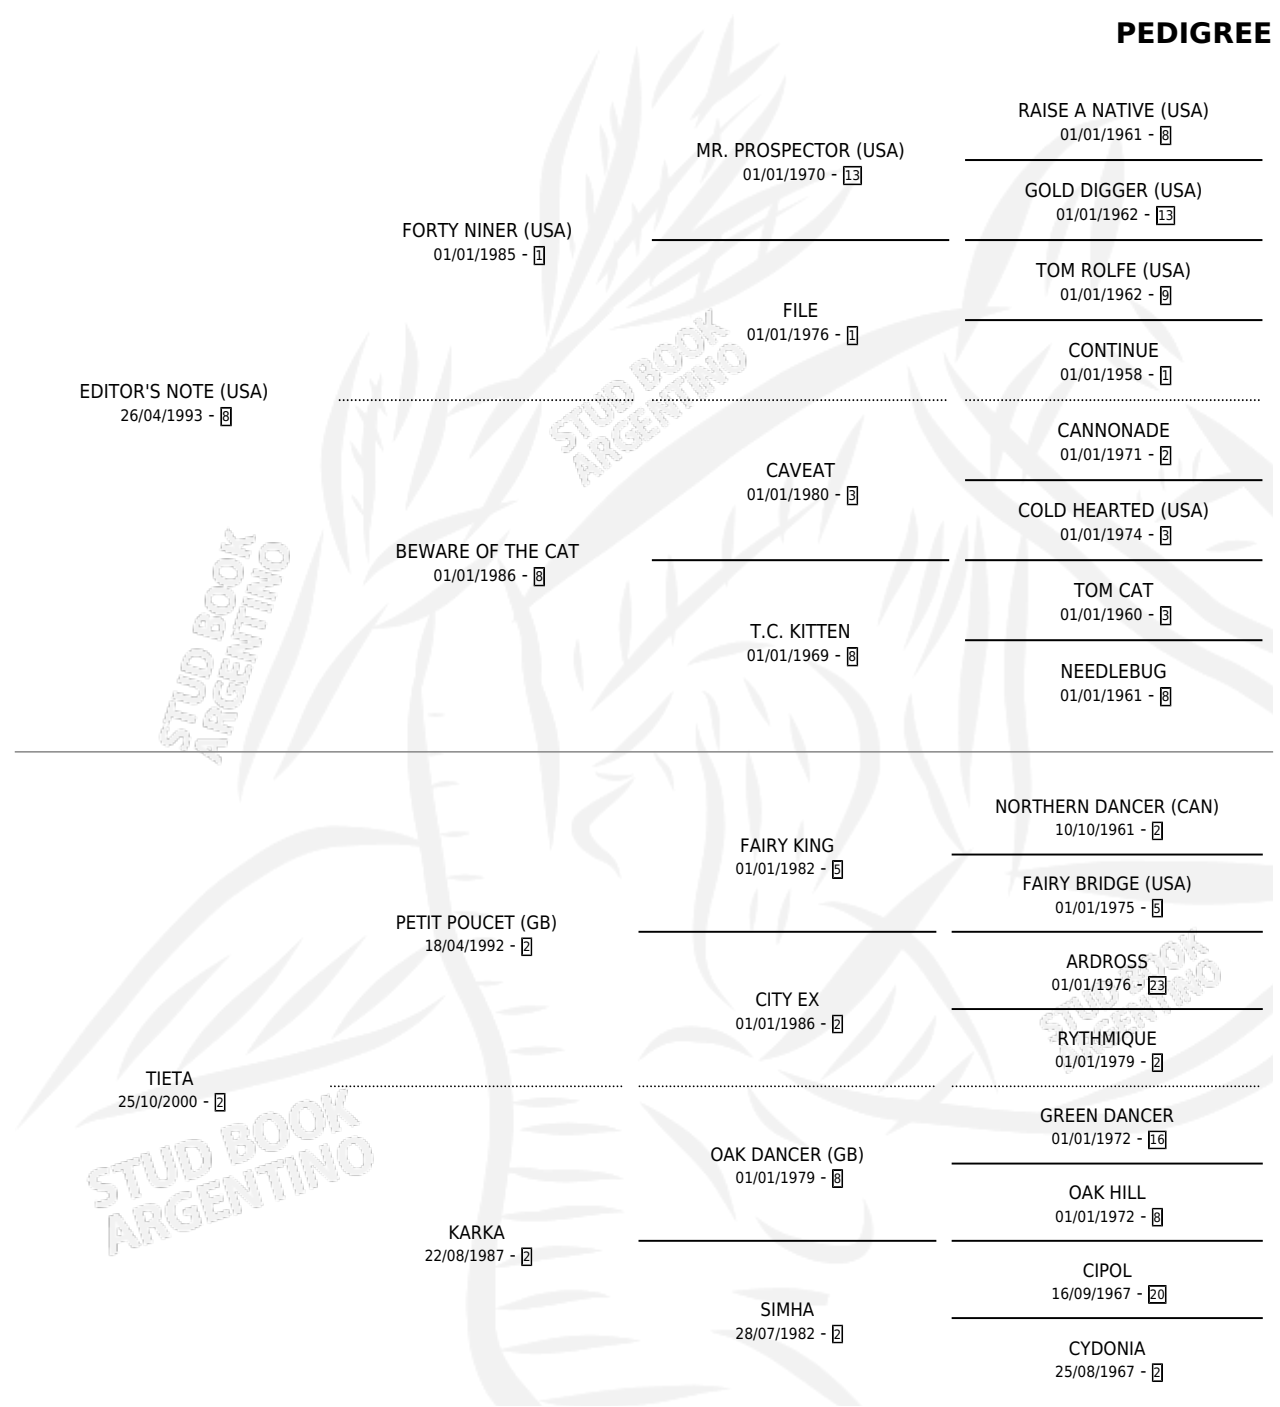 PEDIGREE
RAISE A NATIVE (USA)
01/01/1961 - 8
MR. PROSPECTOR (USA)
01/01/1970 - 13
GOLD DIGGER (USA)
01/01/1962 - 13
FORTY NINER (USA)
01/01/1985 - 1
TOM ROLFE (USA)
01/01/1962 - 9
FILE
01/01/1976 - 1
CONTINUE
01/01/1958 - 1
EDITOR'S NOTE (USA)
26/04/1993 - 8
CANNONADE
01/01/1971 - 2
CAVEAT
01/01/1980 - 3
COLD HEARTED (USA)
01/01/1974 - 3
BEWARE OF THE CAT
01/01/1986 - 8
TOM CAT
01/01/1960 - 3
T.C. KITTEN
01/01/1969 - 8
NEEDLEBUG
01/01/1961 - 8
STUD BOOK
ARGENTINO
STUD BOOK
ARGENTINO
NORTHERN DANCER (CAN)
10/10/1961 - 2
FAIRY KING
01/01/1982 - 5
FAIRY BRIDGE (USA)
01/01/1975 - 5
PETIT POUCET (GB)
18/04/1992 - 2
ARDROSS
01/01/1976 - 23
CITY EX
01/01/1986 - 2
RYTHMIQUE
01/01/1979 - 2
TIETA
25/10/2000 - 2
GREEN DANCER
01/01/1972 - 16
OAK DANCER (GB)
01/01/1979 - 8
OAK HILL
01/01/1972 - 8
KARKA
22/08/1987 - 2
CIPOL
16/09/1967 - 20
SIMHA
28/07/1982 - 2
CYDONIA
25/08/1967 - 2
STUD BOOK
ARGENTINO
STUD BOOK
ARGENTINO